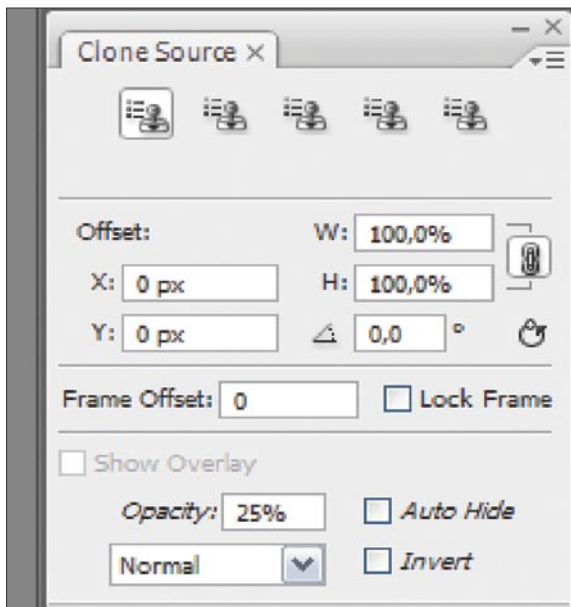 Clone Source
Offset: W: 100,0%
X: 0 px H: 100,0%
Y: 0 px 0,0 °
Frame Offset: 0 Lock Frame
Show Overlay
Opacity: 25% Auto Hide
Normal Invert